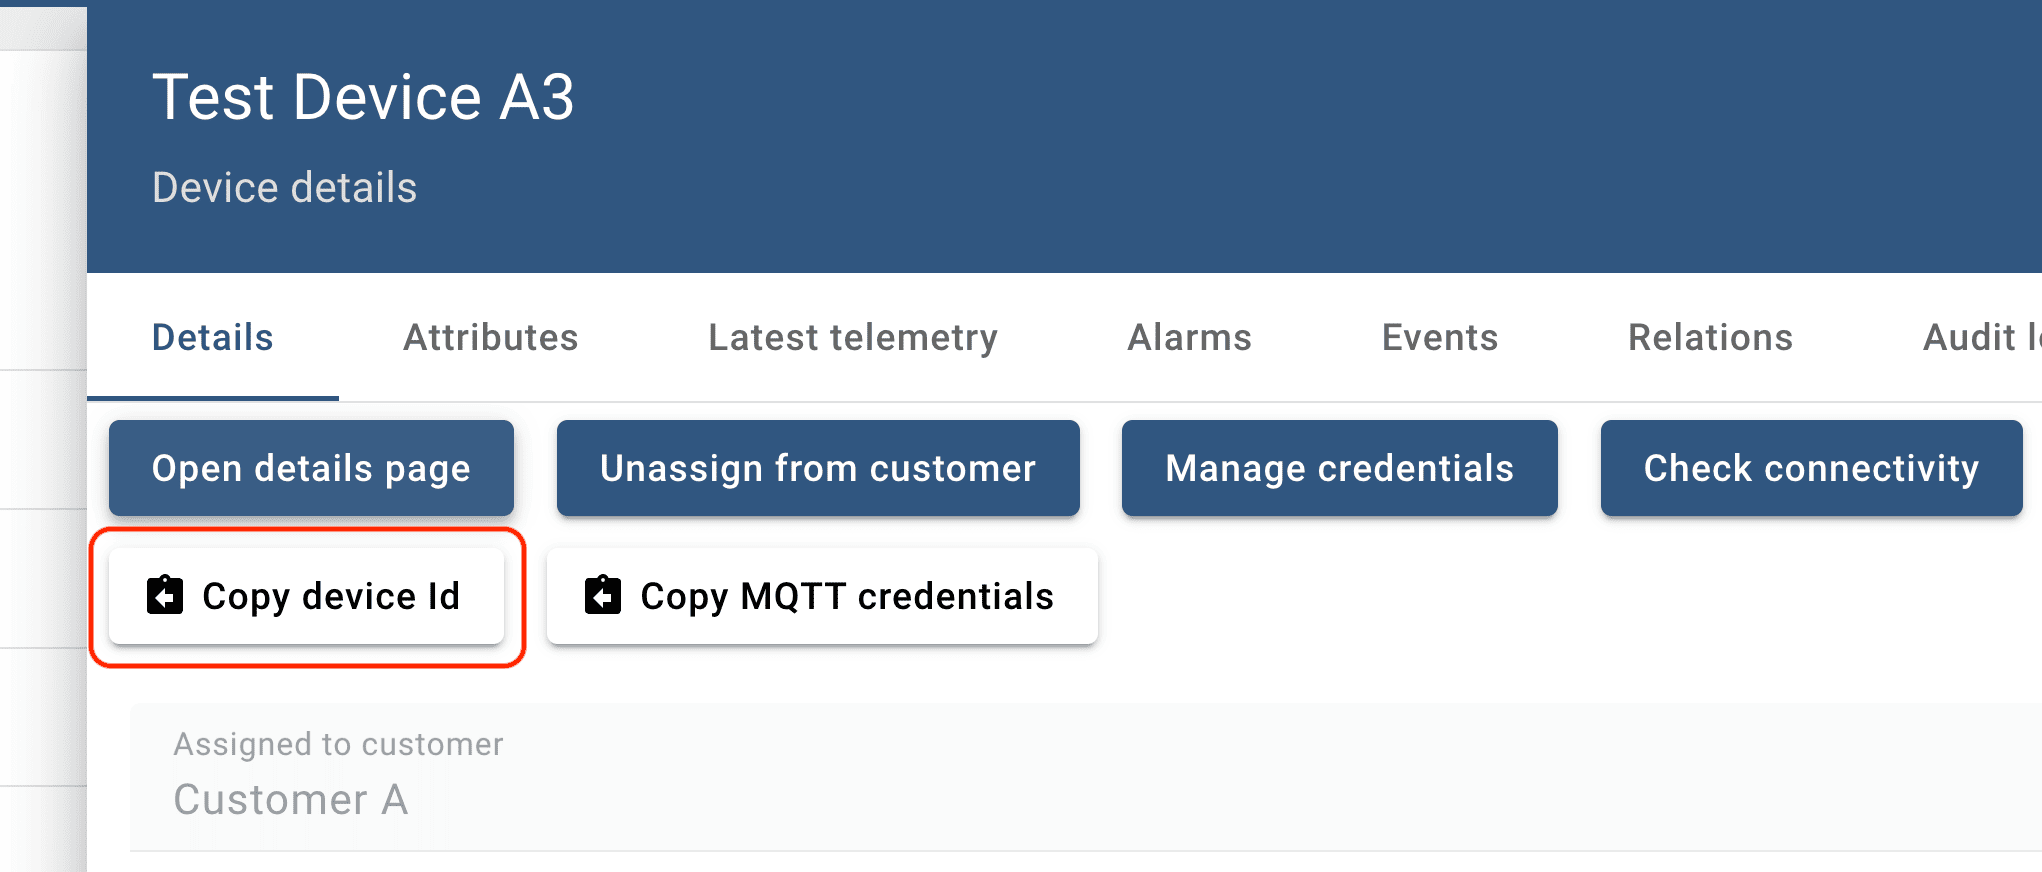 Test Device A3
Device details
Details Attributes Latest telemetry Alarms Events Relations Audit
Open details page Unassign from customer Manage credentials Check connectivity
Copy device Id Copy MQTT credentials
Assigned to customer
Customer A